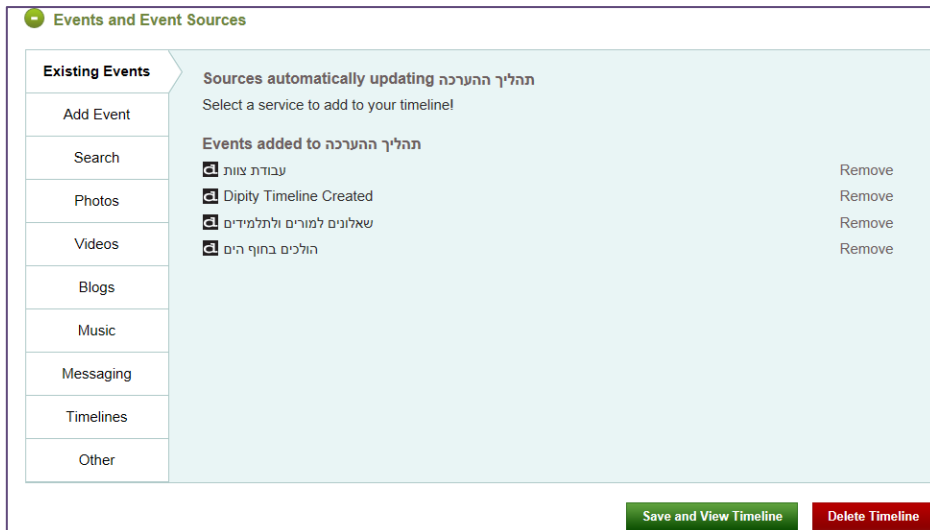 Events and Event Sources
Existing Events
Add Event
Search
Photos
Videos
Blogs
Music
Messaging
Timelines
Other
Sources automatically updating תהליך ההערכה
Select a service to add to your timeline!
Events added to תהליך ההערכה
עבודת צוות Remove
Dipity Timeline Created Remove
שאלונים למורים ולתלמידים Remove
הולכים בחוף הים Remove
Save and View Timeline Delete Timeline